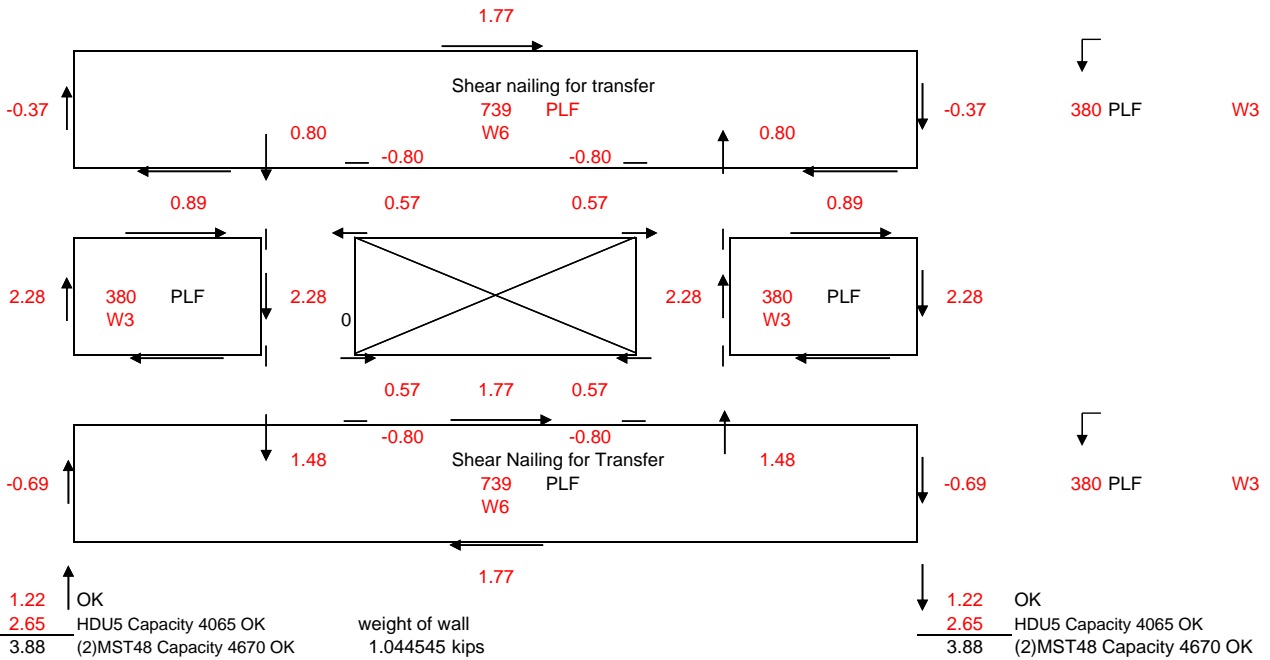 1.77
Shear nailing for transfer
-0.37 739 PLF -0.37 380 PLF W3
0.80 W6 0.80
-0.80 -0.80
0.89 0.57 0.57 0.89
2.28 380 PLF 2.28 2.28 380 PLF 2.28
W3 0 W3
0.57 1.77 0.57
-0.80 -0.80
1.48 Shear Nailing for Transfer 1.48
-0.69 739 PLF -0.69 380 PLF W3
W6
1.77
1.22 OK 1.22 OK
2.65 HDU5 Capacity 4065 OK weight of wall 2.65 HDU5 Capacity 4065 OK
3.88 (2)MST48 Capacity 4670 OK 1.044545 kips 3.88 (2)MST48 Capacity 4670 OK